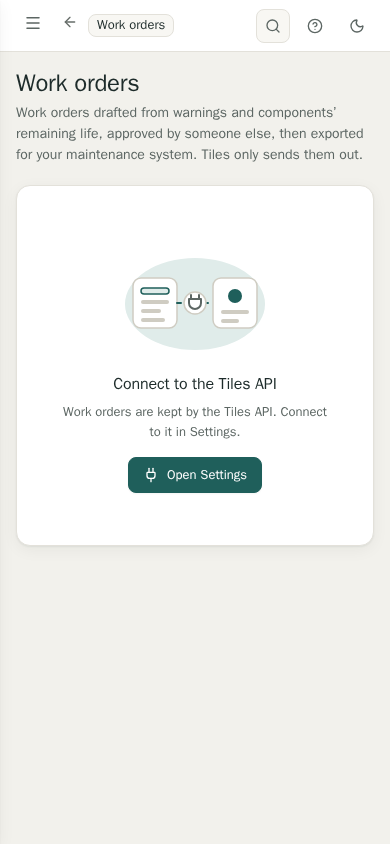 Work orders
Work orders
Work orders drafted from warnings and components’
remaining life, approved by someone else, then exported
for your maintenance system. Tiles only sends them out.
Connect to the Tiles API
Work orders are kept by the Tiles API. Connect
to it in Settings.
Open Settings